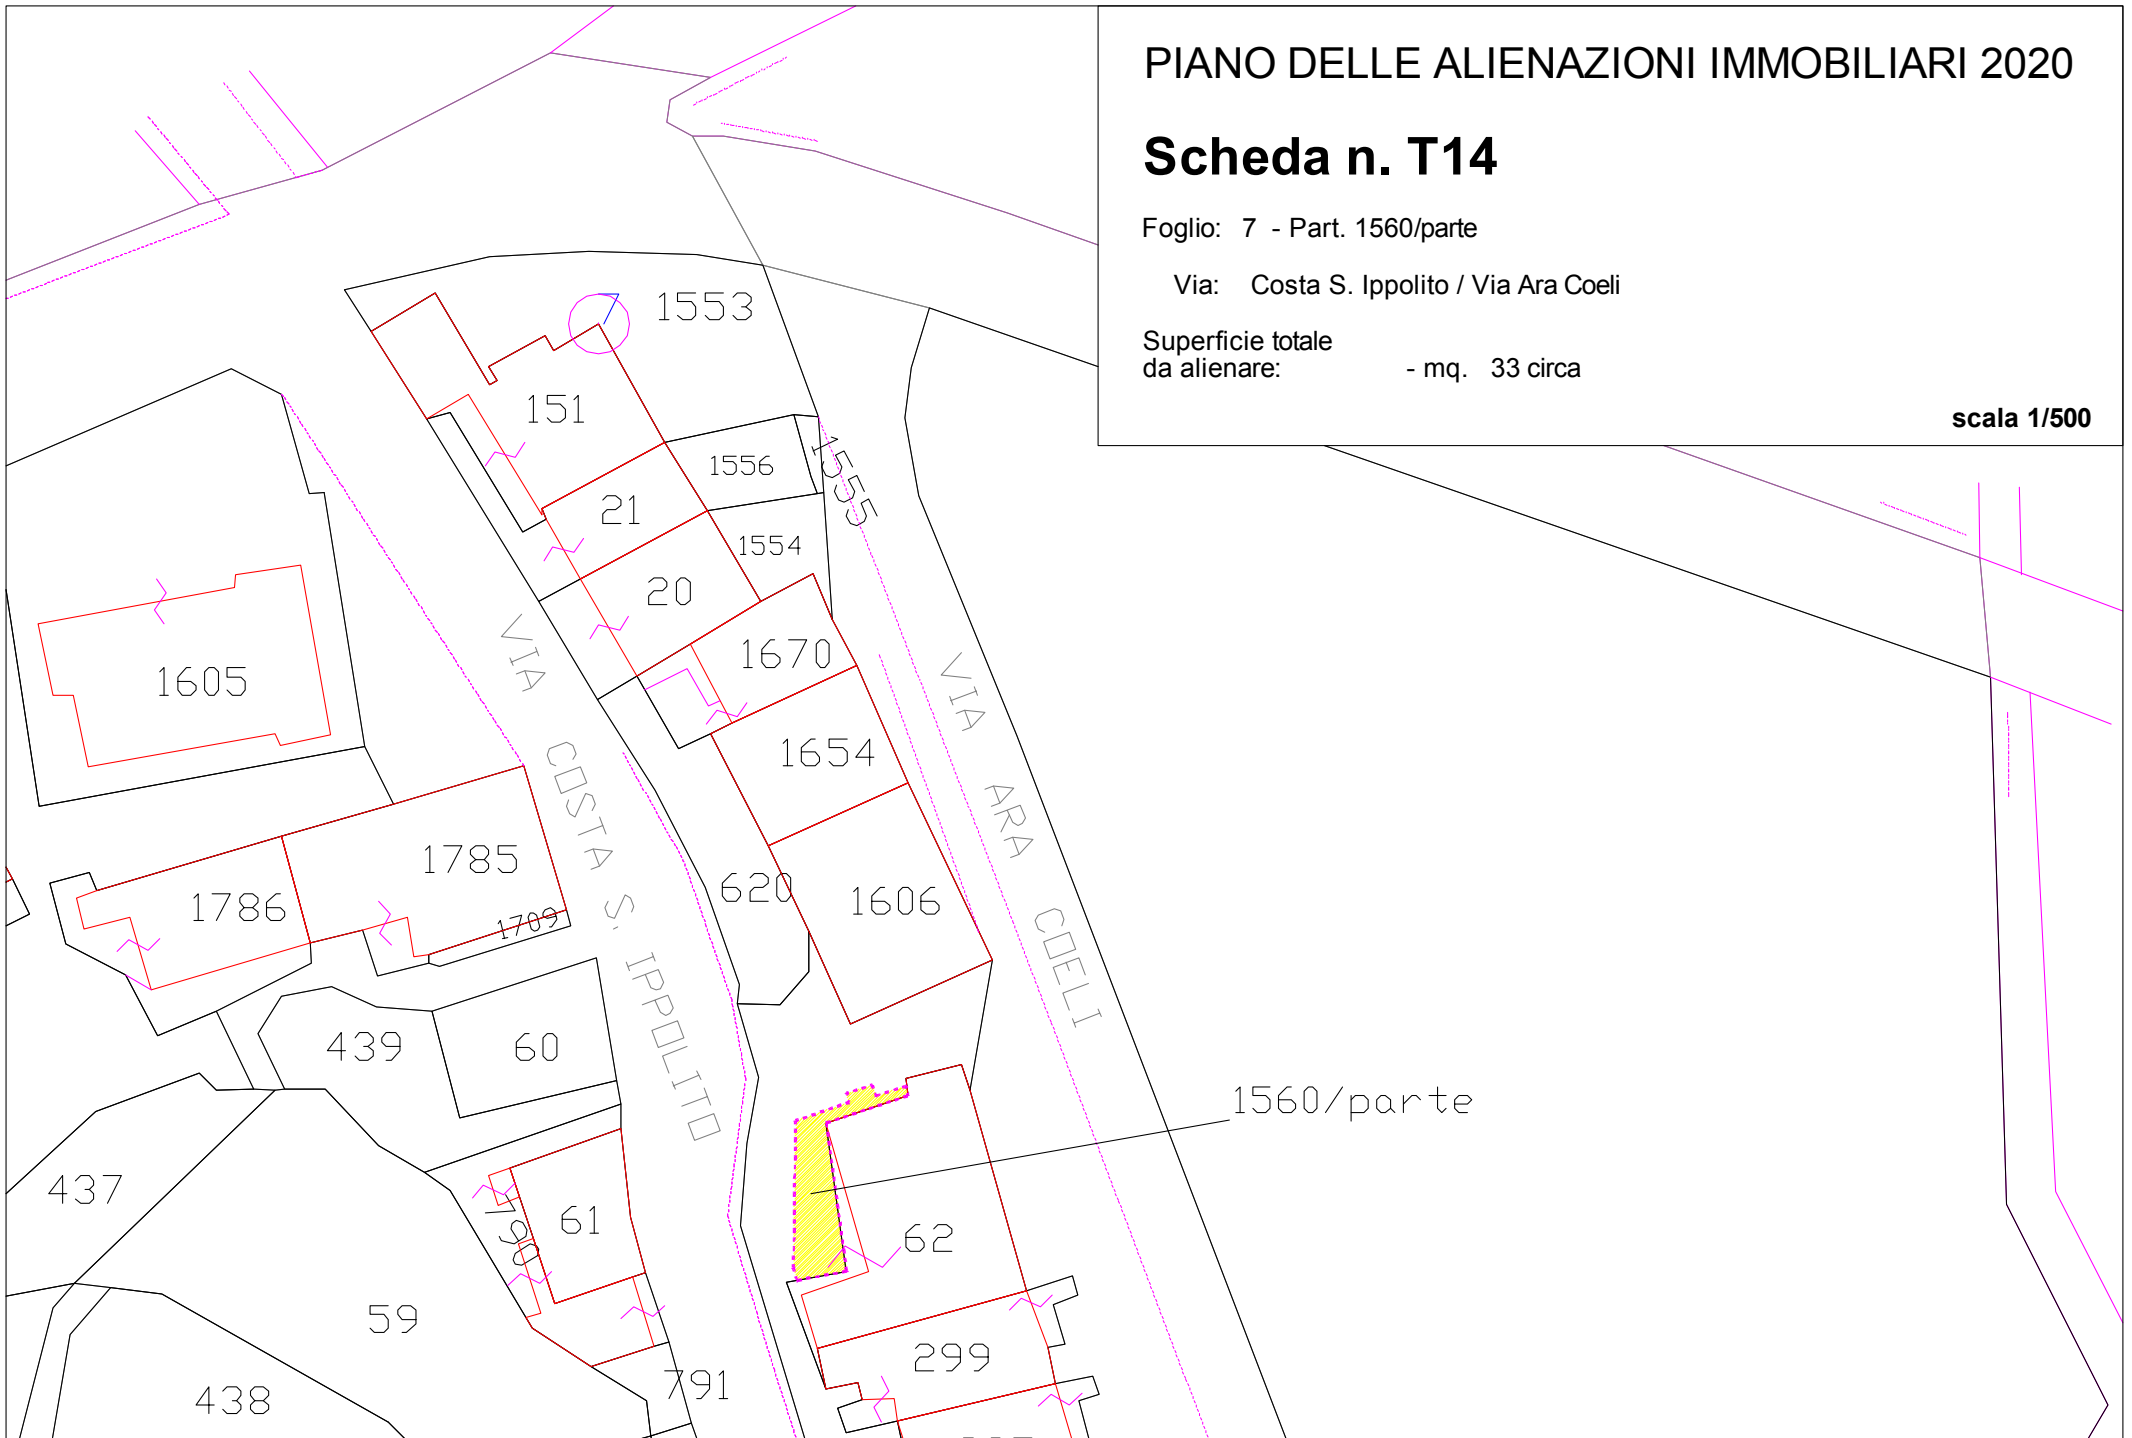 PIANO DELLE ALIENAZIONI IMMOBILIARI 2020
Scheda n. T14
Foglio: 7 - Part. 1560/parte
Via: Costa S. Ippolito / Via Ara Coeli
Superficie totale
da alienare: - mq. 33 circa
scala 1/500
1553
151
1556
1555
21
1554
20
1670
1605
VIA COSTA S. IPPOLITO
VIA ARA COELI
1654
1785
620
1606
1786
1709
439
60
1560/parte
437
790
61
62
59
299
791
438